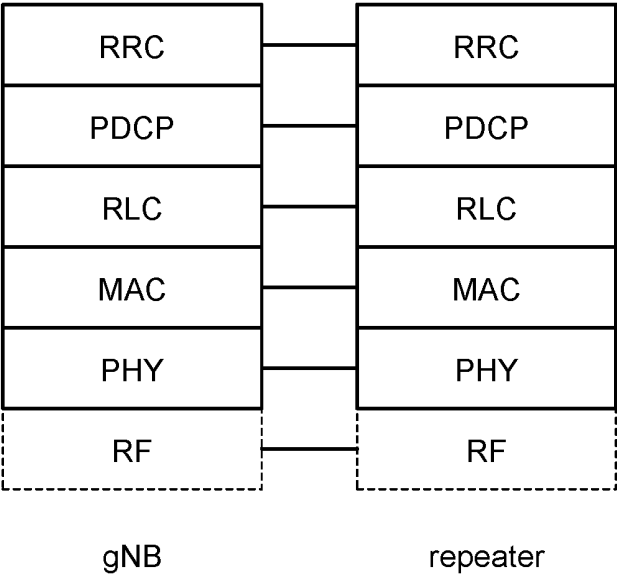 RRC RRC
PDCP PDCP
RLC RLC
MAC MAC
PHY PHY
RF RF
gNB repeater